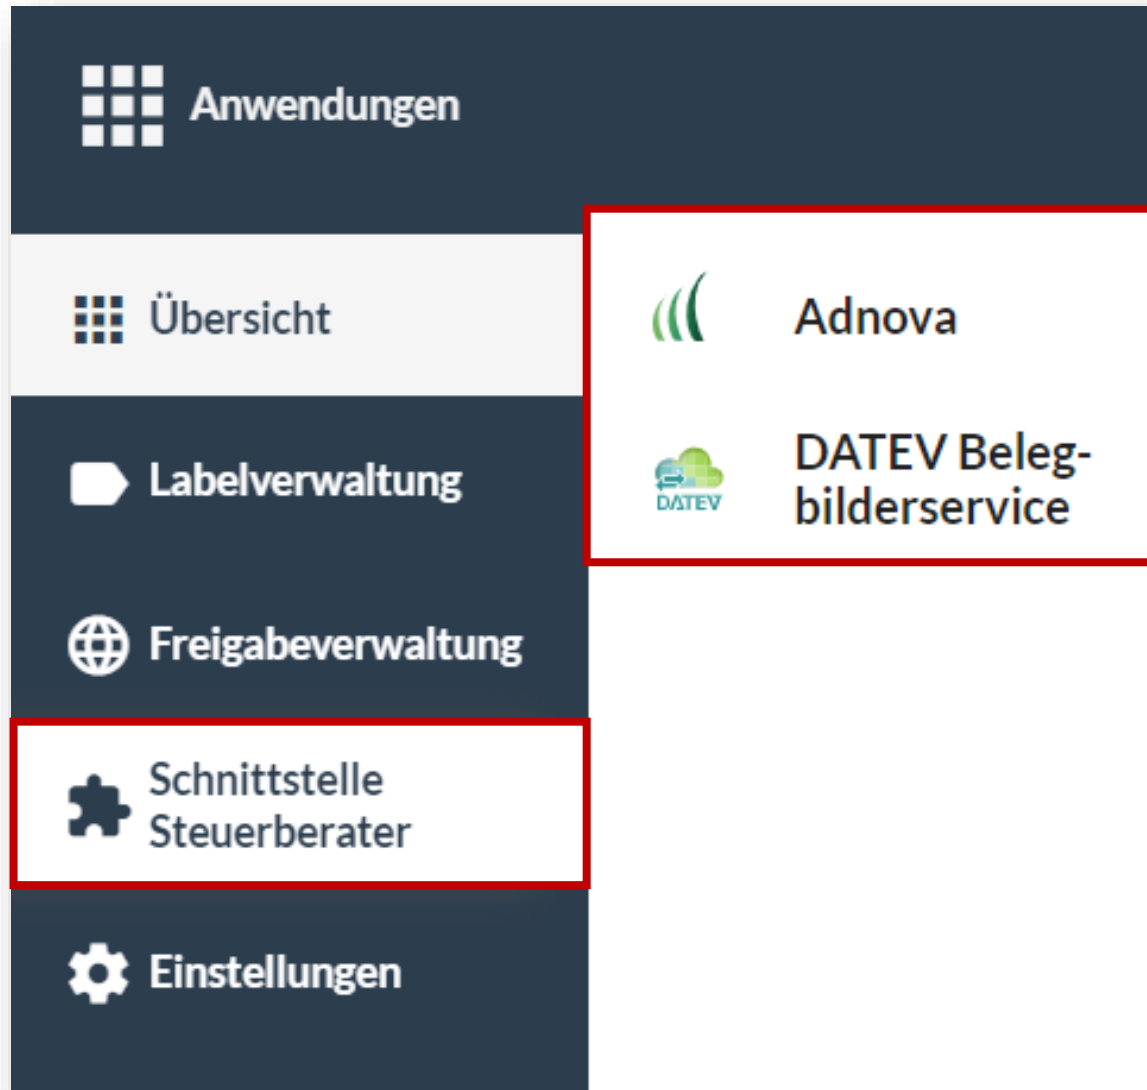 Anwendungen
Übersicht
Labelverwaltung
Freigabeverwaltung
Schnittstelle
Steuerberater
Einstellungen
Adnova
DATEV
DATEV Beleg-
bilderservice